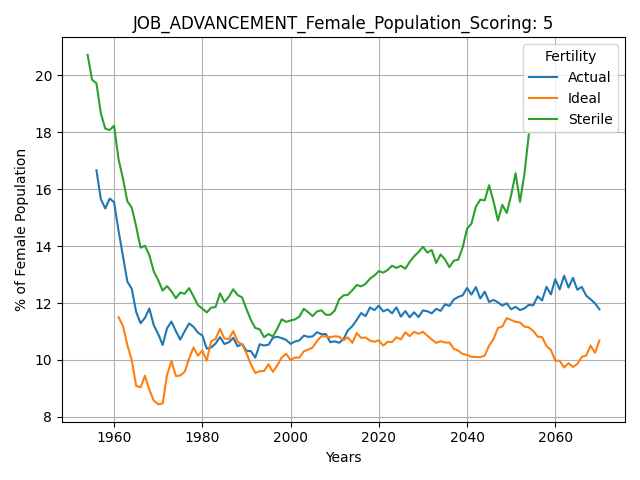 JOB_ADVANCEMENT_Female_Population_Scoring: 5
Fertility
Actual
Ideal
Sterile
% of Female Population
20
18
16
14
12
10
8
1960 1980 2000 2020 2040 2060
Years